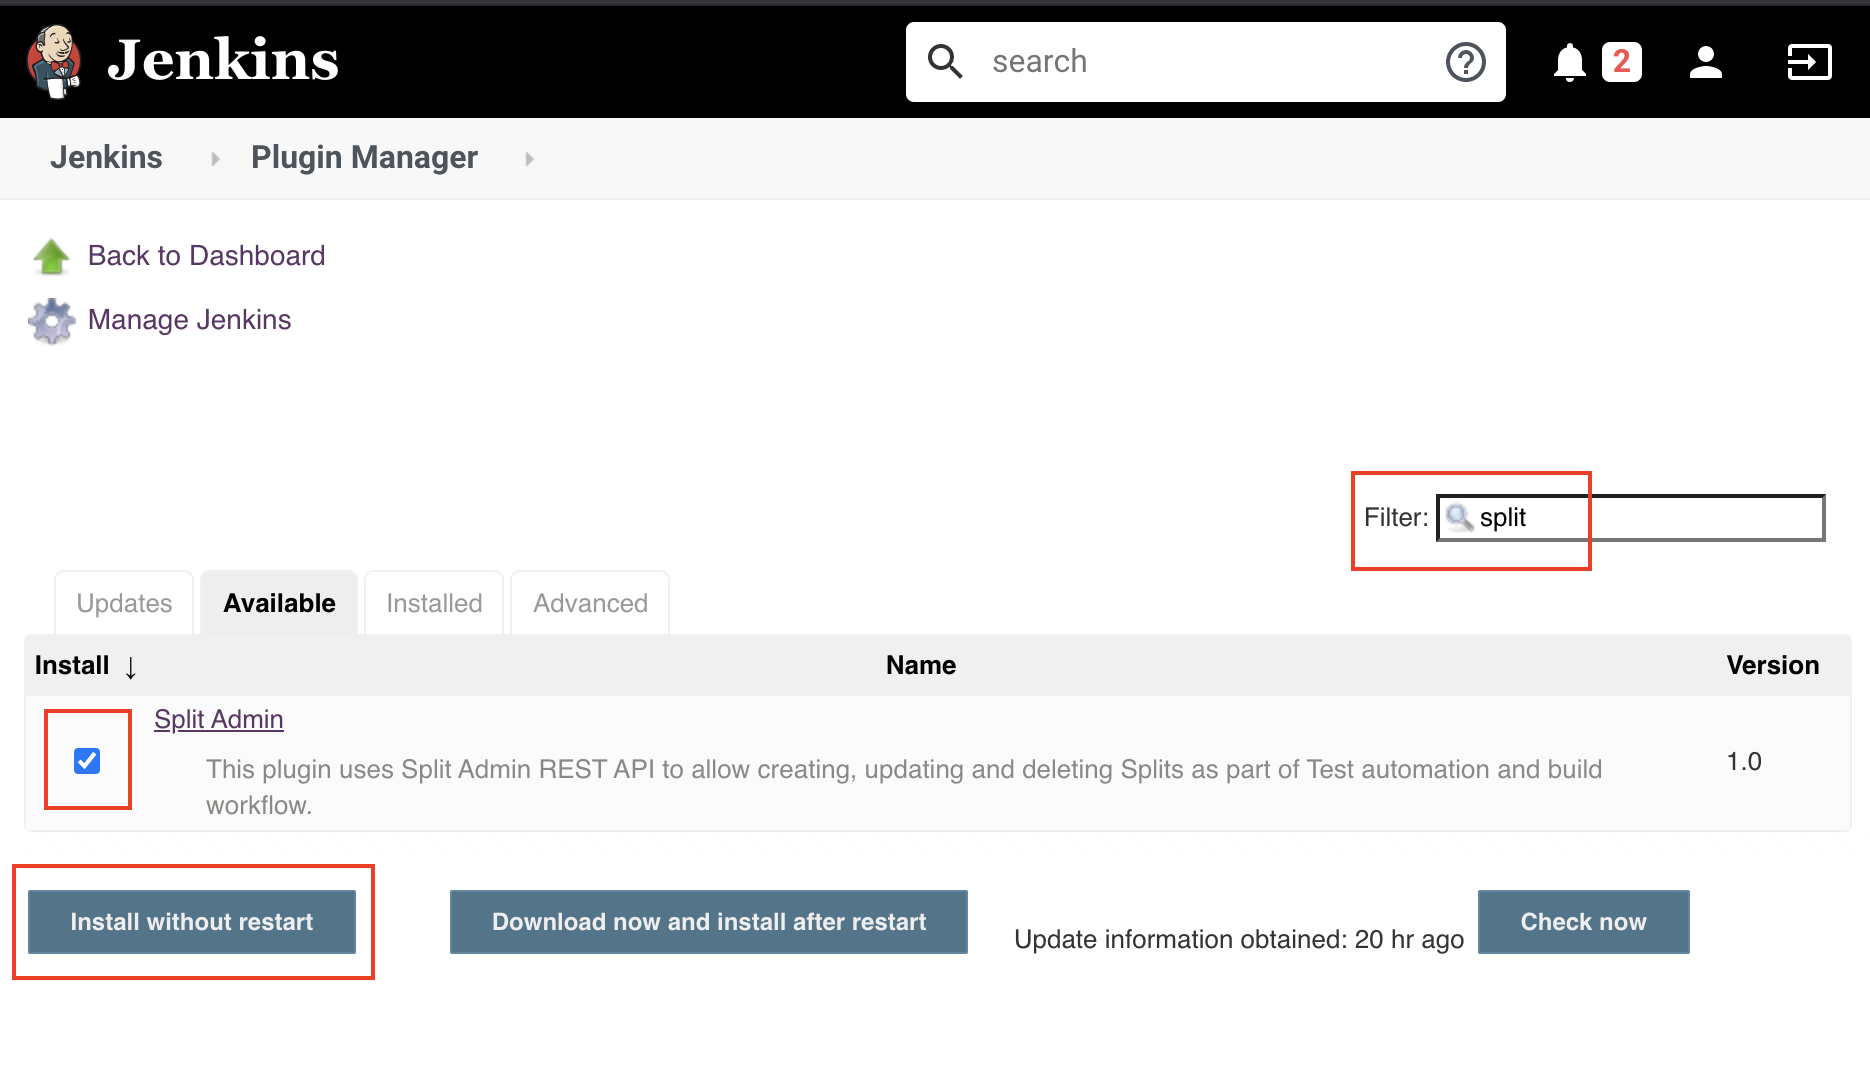 Jenkins
search
2
Jenkins
Plugin Manager
Back to Dashboard
Manage Jenkins
Filter: split
Updates
Available
Installed
Advanced
Install ↓
Name
Version
Split Admin
This plugin uses Split Admin REST API to allow creating, updating and deleting Splits as part of Test automation and build
workflow.
1.0
Install without restart
Download now and install after restart
Update information obtained: 20 hr ago
Check now